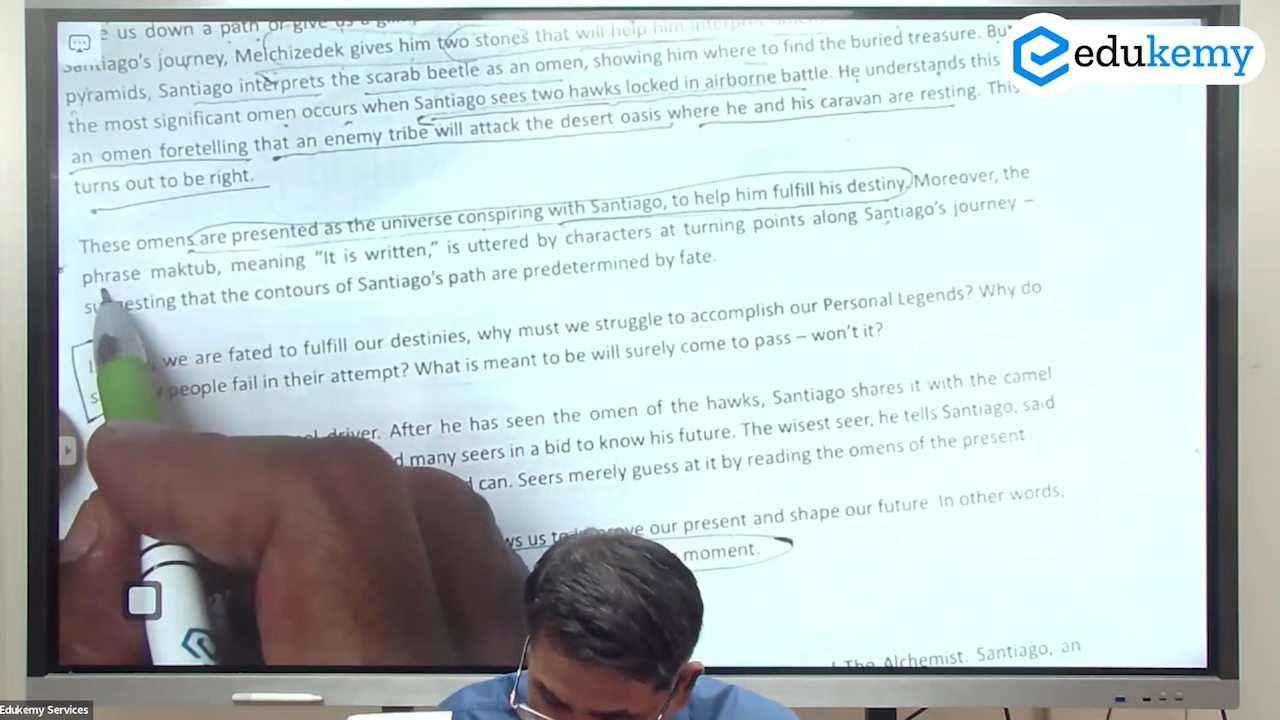 e us down a path or give us a
Santiago's journey, Melchizedek gives him two stones that will help him interpret
pyramids, Santiago interprets the scarab beetle as an omen, showing him where to find the buried treasure. But
the most significant omen occurs when Santiago sees two hawks locked in airborne battle. He understands this
an omen foretelling that an enemy tribe will attack the desert oasis where he and his caravan are resting. This
turns out to be right.
These omens are presented as the universe conspiring with Santiago, to help him fulfill his destiny. Moreover, the
phrase maktub, meaning "It is written," is uttered by characters at turning points along Santiago's journey –
suggesting that the contours of Santiago's path are predetermined by fate.
we are fated to fulfill our destinies, why must we struggle to accomplish our Personal Legends? Why do
people fail in their attempt? What is meant to be will surely come to pass – won't it?
driver. After he has seen the omen of the hawks, Santiago shares it with the camel
many seers in a bid to know his future. The wisest seer, he tells Santiago, said
can. Seers merely guess at it by reading the omens of the present
us to improve our present and shape our future In other words,
moment.
The Alchemist. Santiago, an
edukemy
Edukemy Services